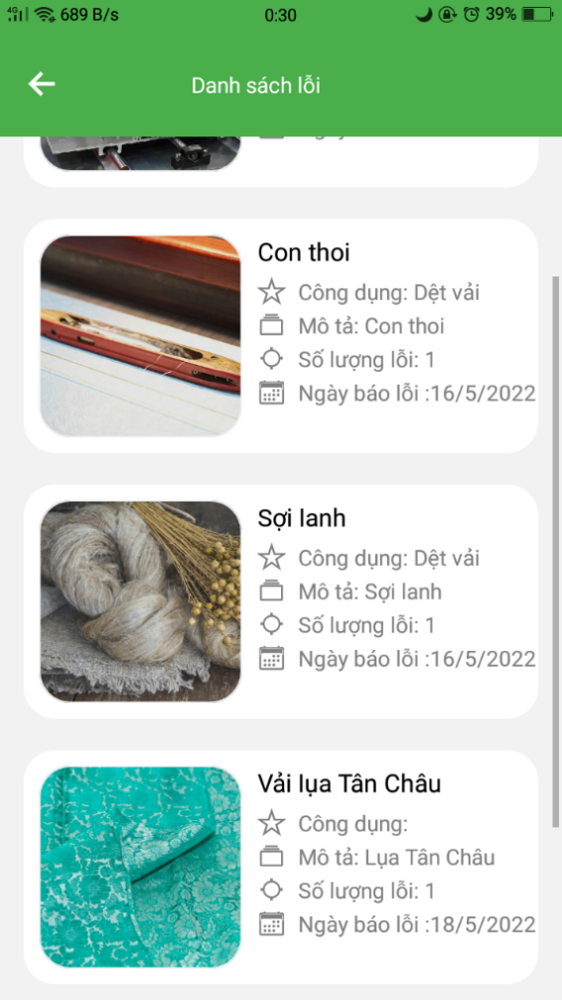 4G 689 B/s 0:30 39%
Danh sách lỗi
Con thoi
Công dụng: Dệt vải
Mô tả: Con thoi
Số lượng lỗi: 1
Ngày báo lỗi :16/5/2022
Sợi lanh
Công dụng: Dệt vải
Mô tả: Sợi lanh
Số lượng lỗi: 1
Ngày báo lỗi :16/5/2022
Vải lụa Tân Châu
Công dụng:
Mô tả: Lụa Tân Châu
Số lượng lỗi: 1
Ngày báo lỗi :18/5/2022